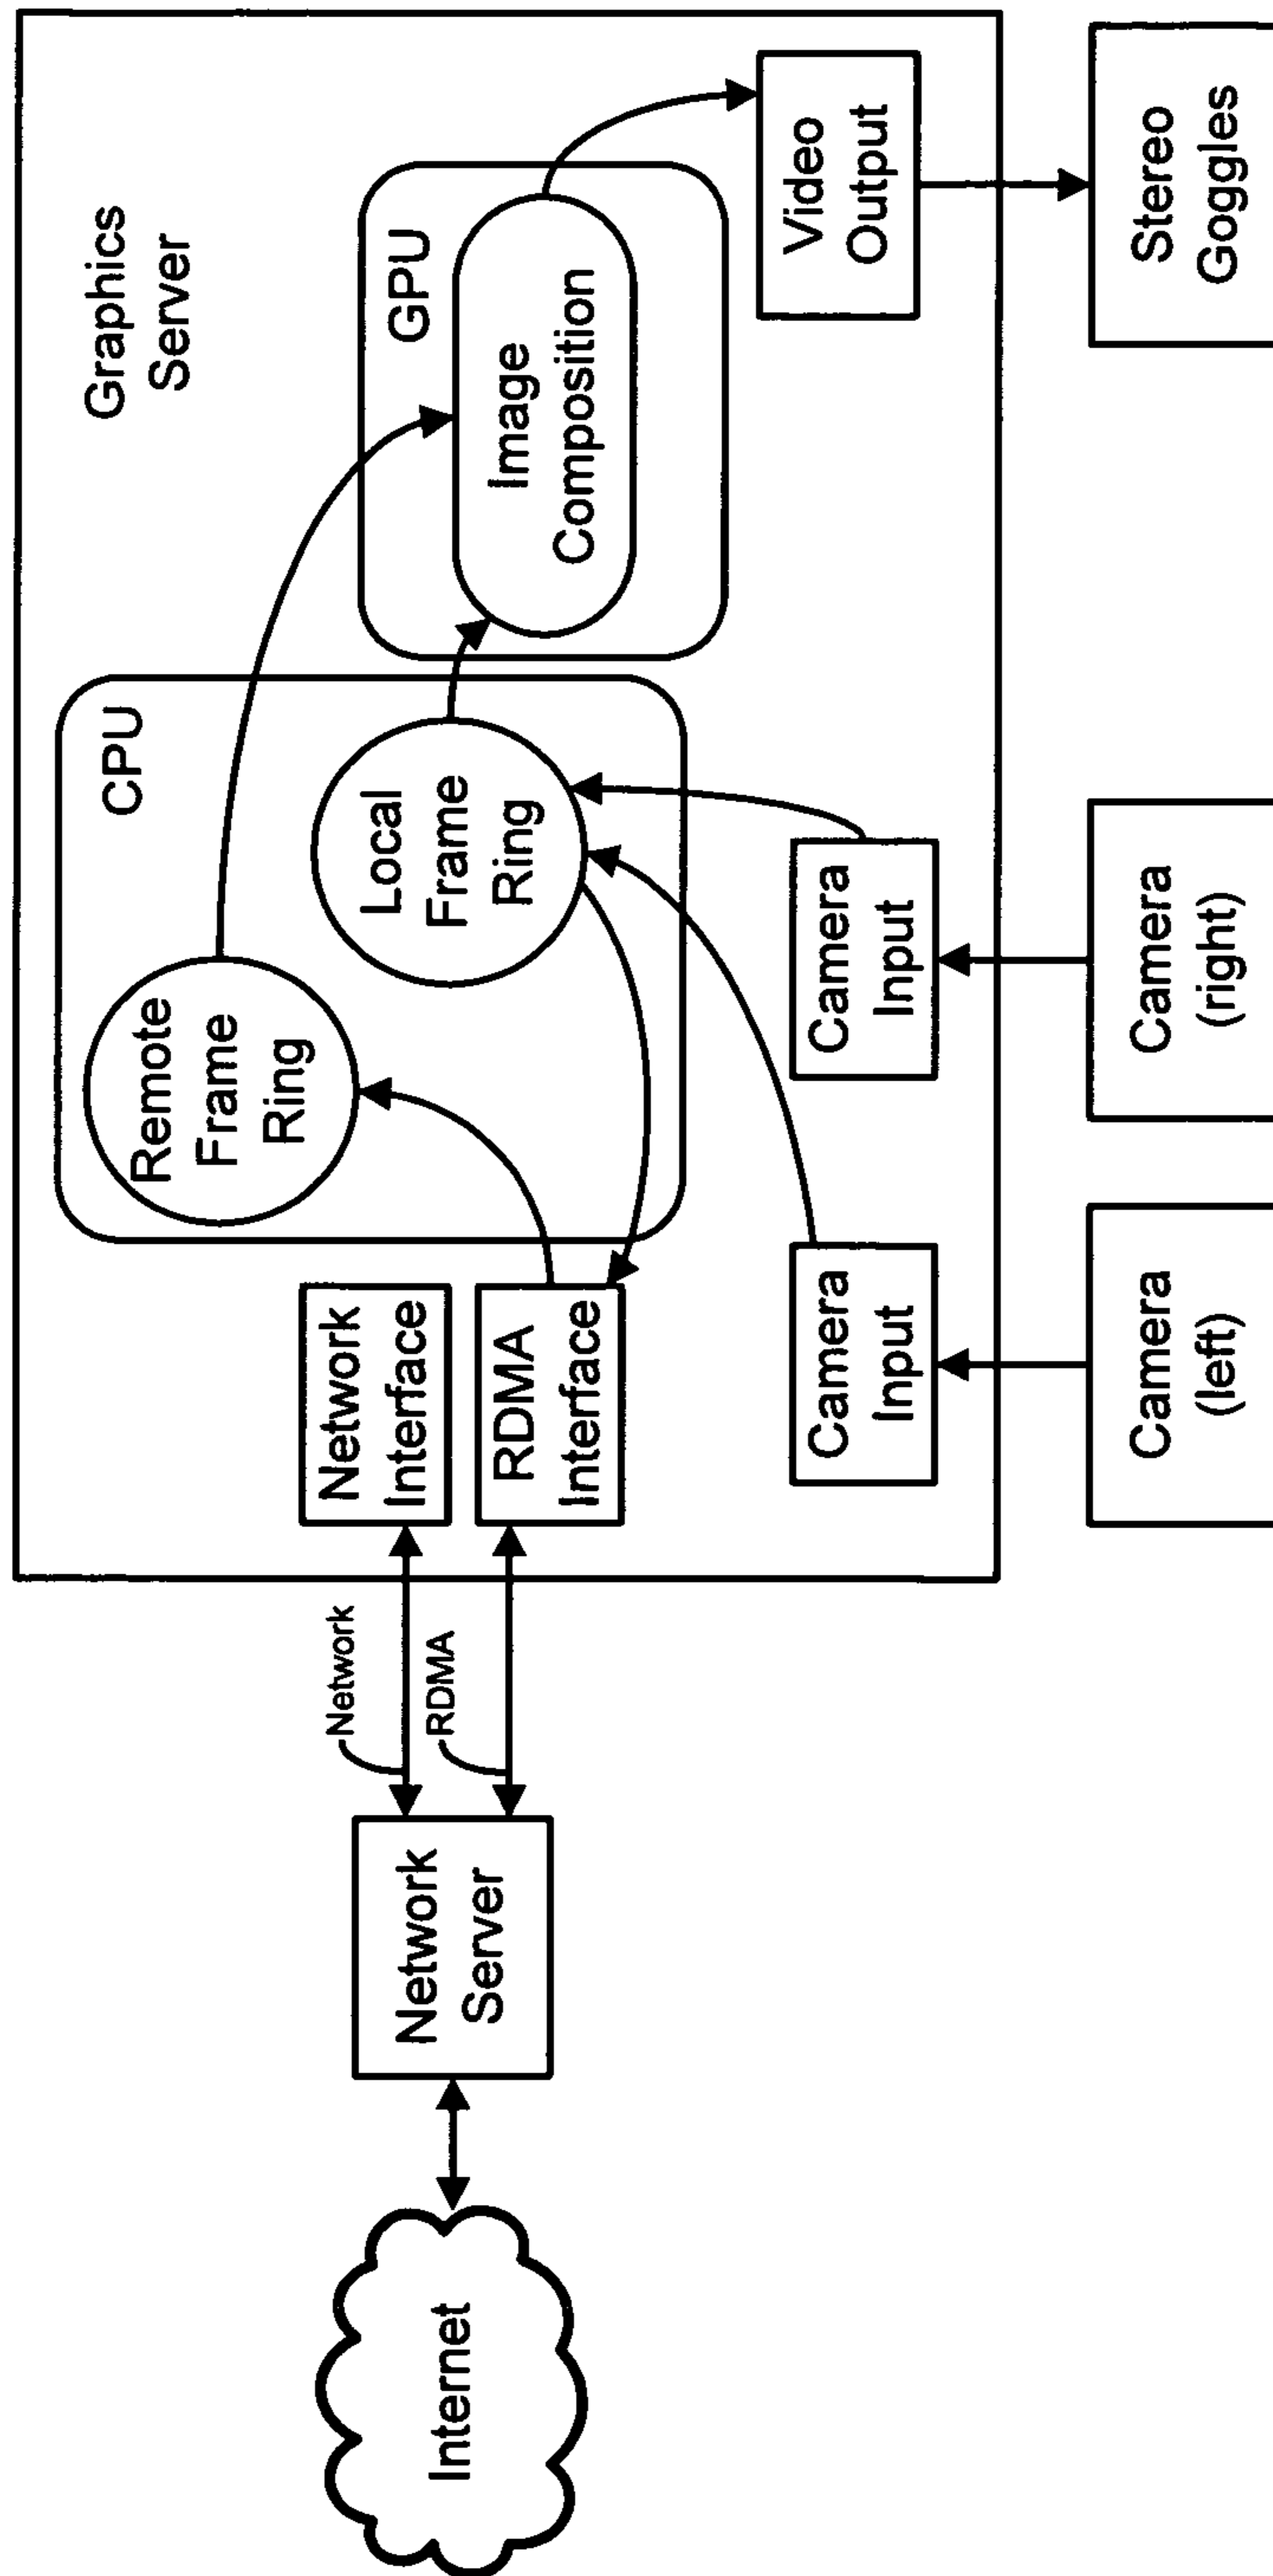 Graphics
Server
CPU
GPU
Remote
Frame
Ring
Local
Frame
Ring
Image
Composition
Network
Interface
RDMA
Interface
Network
RDMA
Internet
Network
Server
Camera
Input
Camera
Input
Video
Output
Camera
(left)
Camera
(right)
Stereo
Goggles